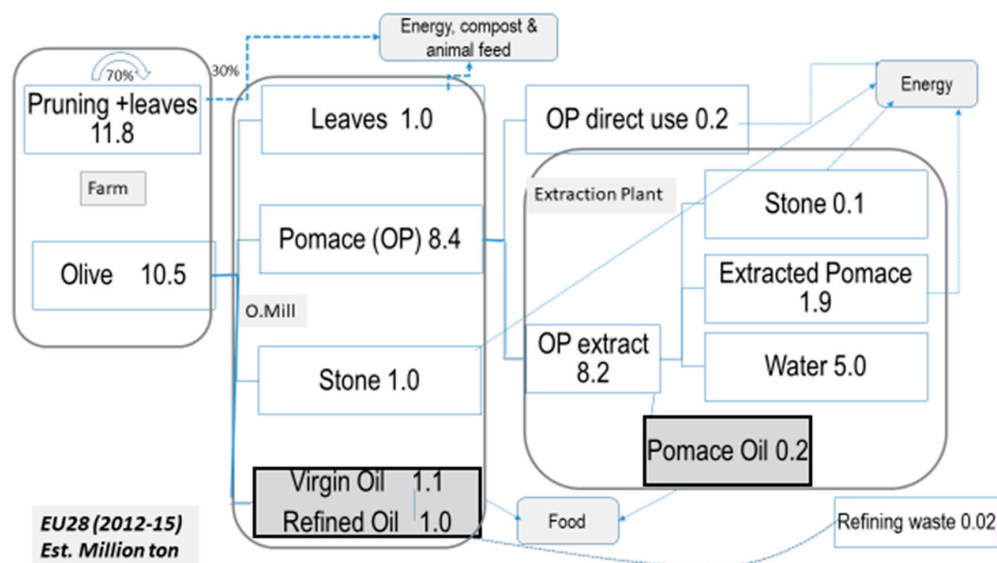 Energy, compost &
animal feed
70%
30%
Pruning +leaves
11.8
Farm
Olive 10.5
Leaves 1.0
Pomace (OP) 8.4
O.Mill
Stone 1.0
Virgin Oil 1.1
Refined Oil 1.0
OP direct use 0.2
Energy
Extraction Plant
Stone 0.1
Extracted Pomace
1.9
OP extract
8.2
Water 5.0
Pomace Oil 0.2
Food
Refining waste 0.02
EU28 (2012-15)
Est. Million ton